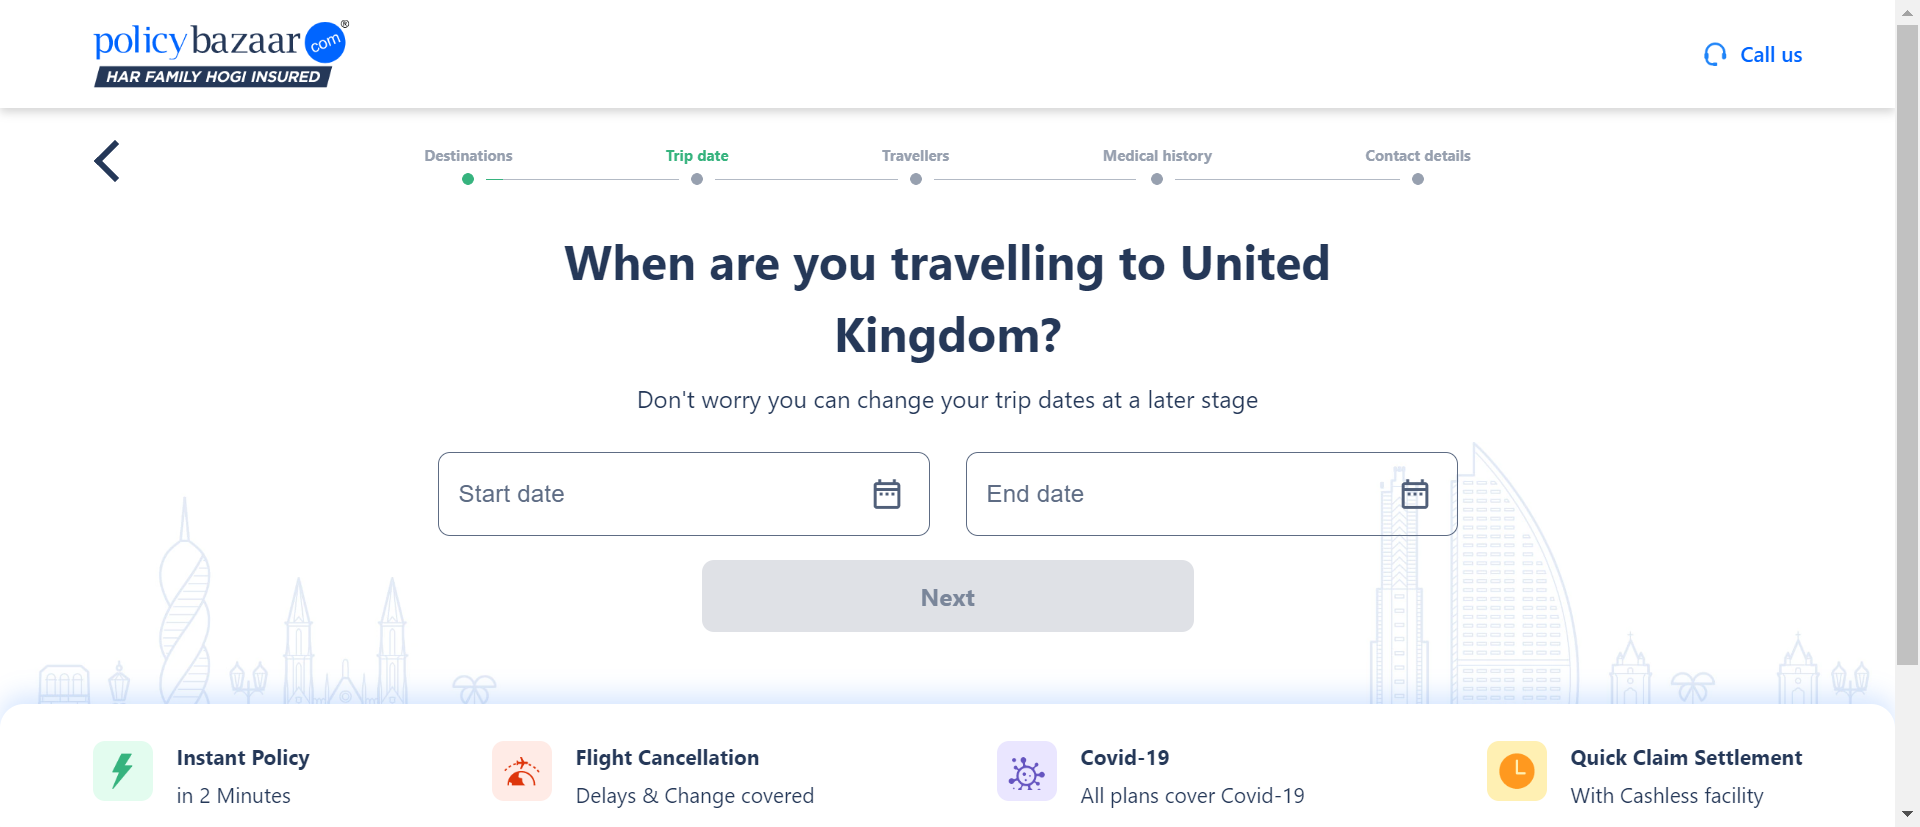 policybazaar com ®
HAR FAMILY HOGI INSURED
Call us
Destinations
Trip date
Travellers
Medical history
Contact details
When are you travelling to United
Kingdom?
Don't worry you can change your trip dates at a later stage
Start date
End date
Next
Instant Policy
in 2 Minutes
Flight Cancellation
Delays & Change covered
Covid-19
All plans cover Covid-19
Quick Claim Settlement
With Cashless facility